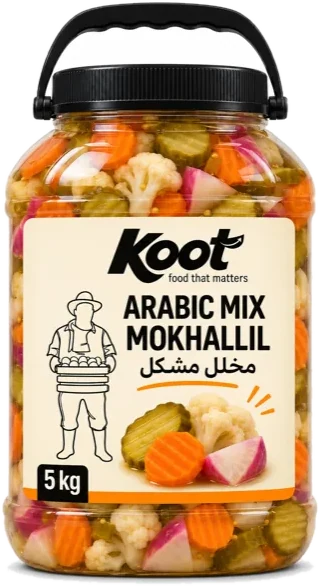 Koot
food that matters
ARABIC MIX
MOKHALLIL
مخلل مشكل
5 kg